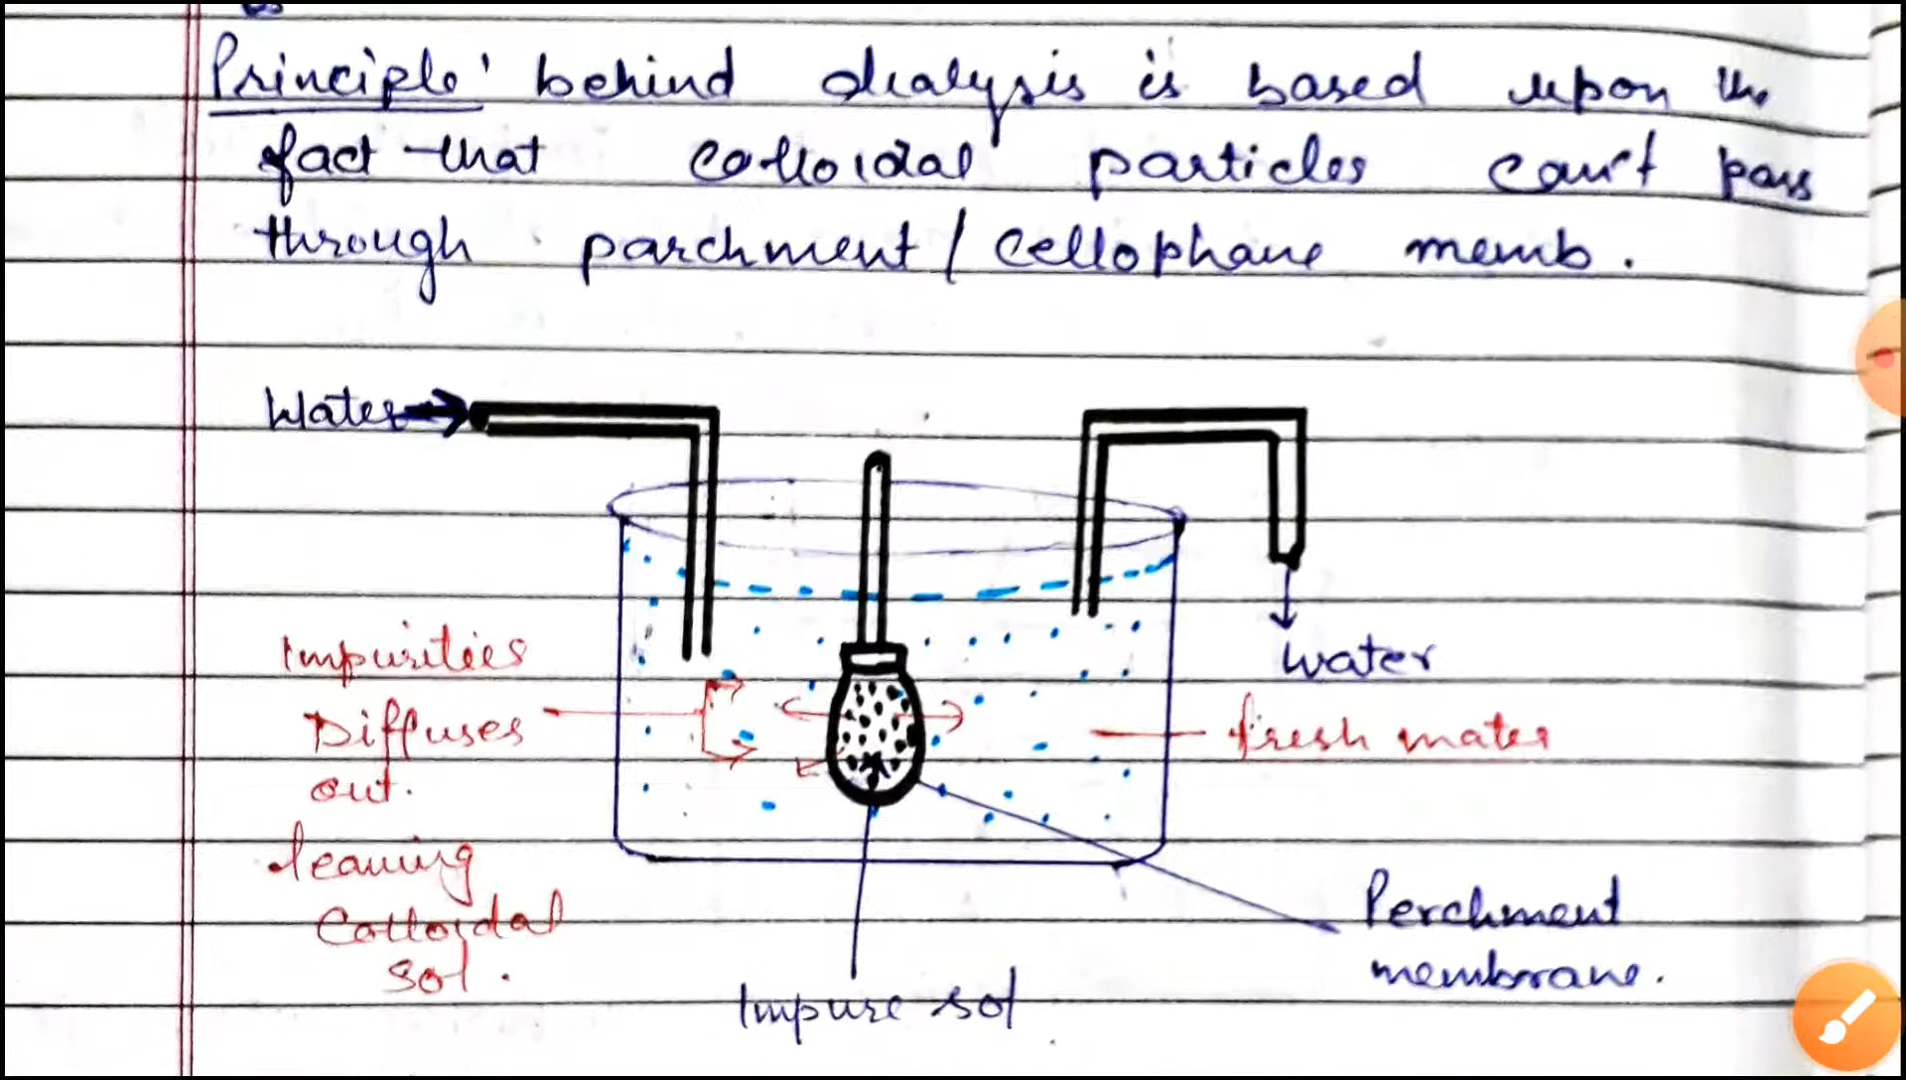 Principle' behind dialysis is based upon the
fact that colloidal particles can't pass
through parchment / cellophane memb.
Water
Impurities
Diffuses
out.
leaving
Colloidal
sol.
water
fresh water
Perchment
membrane.
Impure sol